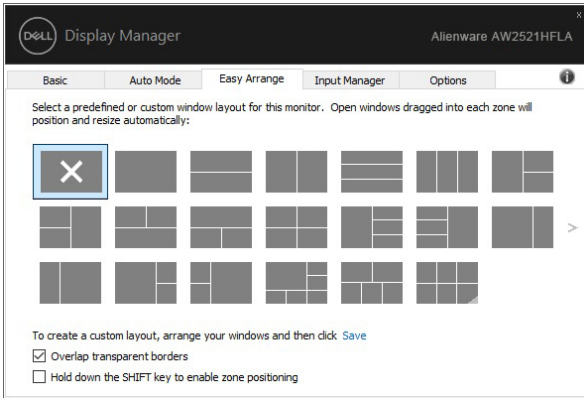 DELL Display Manager Alienware AW2521HFLA
Basic Auto Mode Easy Arrange Input Manager Options
Select a predefined or custom window layout for this monitor. Open windows dragged into each zone will
position and resize automatically:
To create a custom layout, arrange your windows and then click Save
Overlap transparent borders
Hold down the SHIFT key to enable zone positioning